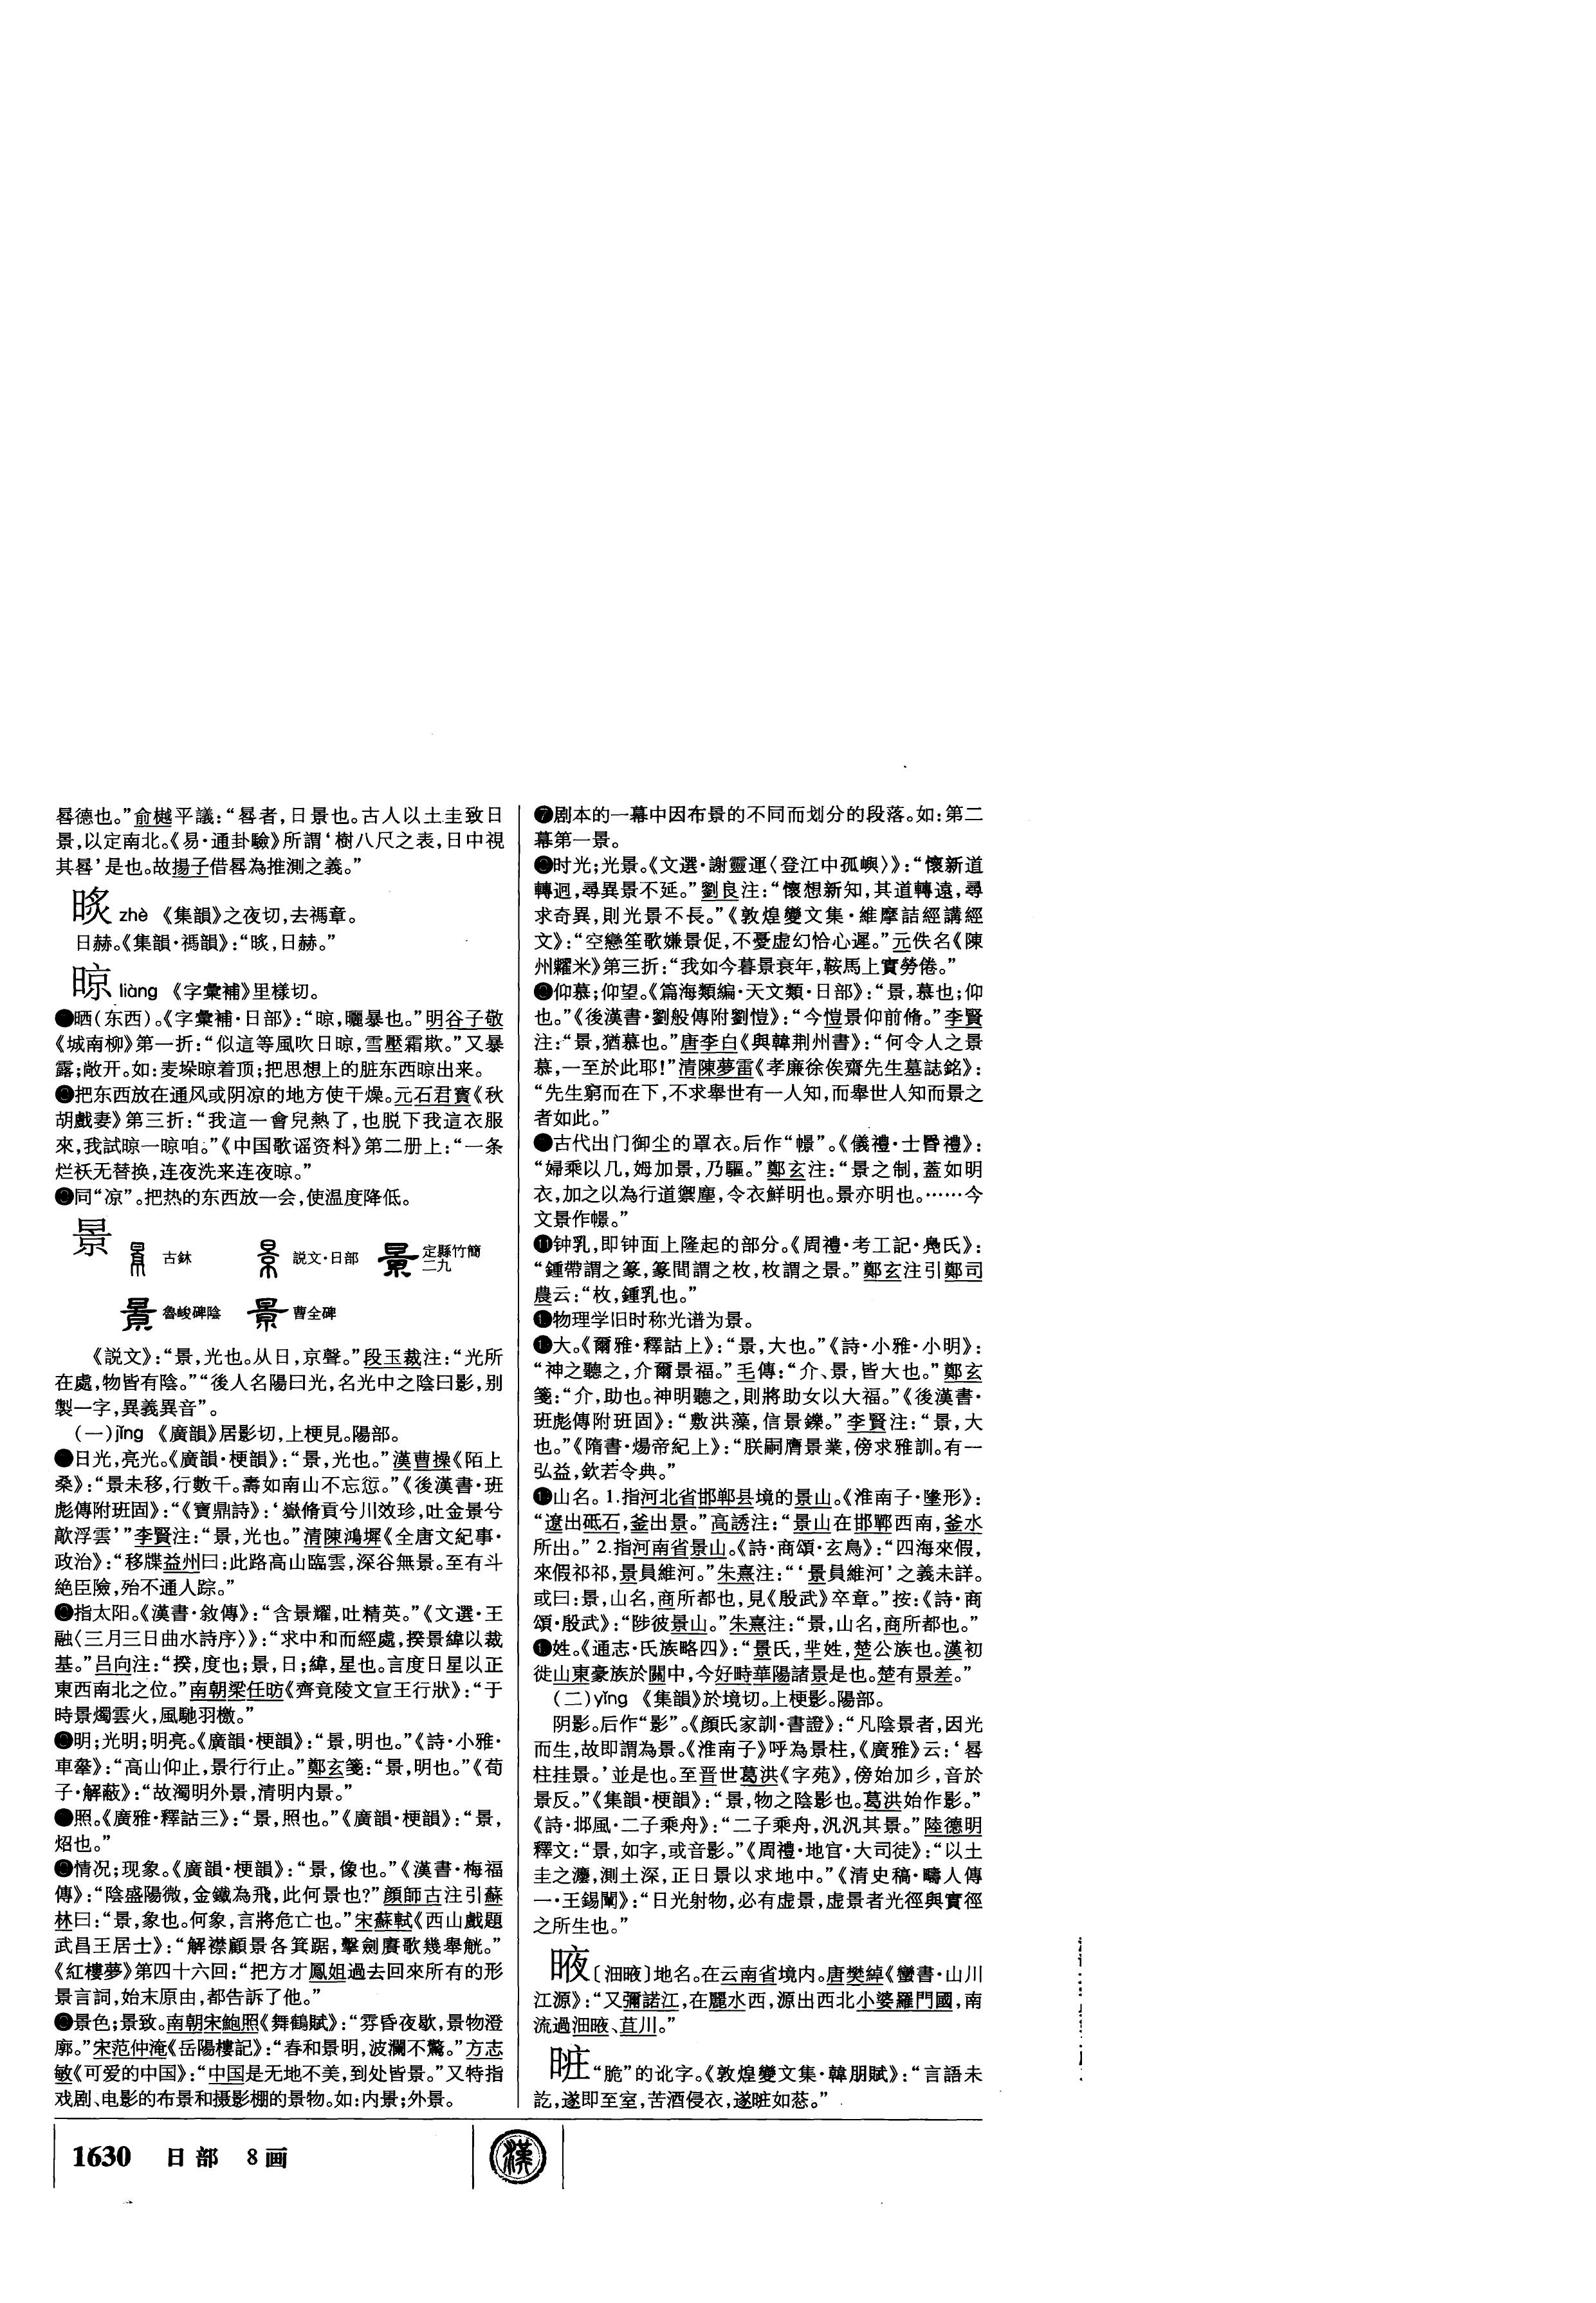 晷德也。”俞樾平議：“晷者，日景也。古人以土圭致日
景，以定南北。《易·通卦驗》所謂‘樹八尺之表，日中視
其晷’是也。故揚子借晷為推測之義。”
㫼 zhè 《集韻》之夜切，去禡章。
日赫。《集韻·禡韻》：“㫼，日赫。”
晾 liàng 《字彙補》里樣切。
❶晒（东西）。《字彙補·日部》：“晾，曬暴也。”明谷子敬
《城南柳》第一折：“似這等風吹日晾，雪壓霜欺。”又暴
露；敞开。如：麦垛晾着顶；把思想上的脏东西晾出来。
❷把东西放在通风或阴凉的地方使干燥。元石君寶《秋
胡戲妻》第三折：“我這一會兒熱了，也脱下我這衣服
來，我試晾一晾咱。”《中国歌谣资料》第二册上：“一条
烂袄无替换，连夜洗来连夜晾。”
❸同“凉”。把热的东西放一会，使温度降低。
景 古鉥 説文·日部 定縣竹簡二九
魯峻碑陰 曹全碑
《説文》：“景，光也。从日，京聲。”段玉裁注：“光所
在處，物皆有陰。”“後人名陽曰光，名光中之陰曰影，别
製一字，異義異音”。
（一）jǐng 《廣韻》居影切，上梗見。陽部。
❶日光，亮光。《廣韻·梗韻》：“景，光也。”漢曹操《陌上
桑》：“景未移，行數千。壽如南山不忘愆。”《後漢書·班
彪傳附班固》：“《寶鼎詩》：‘嶽脩貢兮川效珍，吐金景兮
歊浮雲’”李賢注：“景，光也。”清陳鴻墀《全唐文紀事·
政治》：“移牒益州曰：此路高山臨雲，深谷無景。至有斗
絶臣險，殆不通人踪。”
❷指太阳。《漢書·敘傳》：“含景耀，吐精英。”《文選·王
融〈三月三日曲水詩序〉》：“求中和而經處，揆景緯以裁
基。”吕向注：“揆，度也；景，日；緯，星也。言度日星以正
東西南北之位。”南朝梁任昉《齊竟陵文宣王行狀》：“于
時景燭雲火，風馳羽檄。”
❸明；光明；明亮。《廣韻·梗韻》：“景，明也。”《詩·小雅·
車舝》：“高山仰止，景行行止。”鄭玄箋：“景，明也。”《荀
子·解蔽》：“故濁明外景，清明内景。”
❹照。《廣雅·釋詁三》：“景，照也。”《廣韻·梗韻》：“景，
炤也。”
❺情况；现象。《廣韻·梗韻》：“景，像也。”《漢書·梅福
傳》：“陰盛陽微，金鐵為飛，此何景也？”顔師古注引蘇
林曰：“景，象也。何象，言將危亡也。”宋蘇軾《西山戲題
武昌王居士》：“解襟顧景各箕踞，擊劍賡歌幾舉觥。”
《紅樓夢》第四十六回：“把方才鳳姐過去回來所有的形
景言詞，始末原由，都告訴了他。”
❻景色；景致。南朝宋鮑照《舞鶴賦》：“雰昏夜歇，景物澄
廓。”宋范仲淹《岳陽樓記》：“春和景明，波瀾不驚。”方志
敏《可爱的中国》：“中国是无地不美，到处皆景。”又特指
戏剧、电影的布景和摄影棚的景物。如：内景；外景。
❼剧本的一幕中因布景的不同而划分的段落。如：第二
幕第一景。
❽时光；光景。《文選·謝靈運〈登江中孤嶼〉》：“懷新道
轉迥，尋異景不延。”劉良注：“懷想新知，其道轉遠，尋
求奇異，則光景不長。”《敦煌變文集·維摩詰經講經
文》：“空戀笙歌嫌景促，不憂虛幻恰心遲。”元佚名《陳
州糶米》第三折：“我如今暮景衰年，鞍馬上實勞倦。”
❾仰慕；仰望。《篇海類編·天文類·日部》：“景，慕也；仰
也。”《後漢書·劉般傳附劉愷》：“今愷景仰前脩。”李賢
注：“景，猶慕也。”唐李白《與韓荆州書》：“何令人之景
慕，一至於此耶！”清陳夢雷《孝廉徐俟齋先生墓誌銘》：
“先生窮而在下，不求舉世有一人知，而舉世人知而景之
者如此。”
❿古代出门御尘的罩衣。后作“幜”。《儀禮·士昏禮》：
“婦乘以几，姆加景，乃驅。”鄭玄注：“景之制，蓋如明
衣，加之以為行道禦塵，令衣鮮明也。景亦明也。……今
文景作幜。”
⓫钟乳，即钟面上隆起的部分。《周禮·考工記·鳧氏》：
“鍾帶謂之篆，篆間謂之枚，枚謂之景。”鄭玄注引鄭司
農云：“枚，鍾乳也。”
⓬物理学旧时称光谱为景。
⓭大。《爾雅·釋詁上》：“景，大也。”《詩·小雅·小明》：
“神之聽之，介爾景福。”毛傳：“介、景，皆大也。”鄭玄
箋：“介，助也。神明聽之，則將助女以大福。”《後漢書·
班彪傳附班固》：“敷洪藻，信景鑠。”李賢注：“景，大
也。”《隋書·煬帝紀上》：“朕嗣膺景業，傍求雅訓。有一
弘益，欽若令典。”
⓮山名。1.指河北省邯郸县境的景山。《淮南子·墬形》：
“遼出砥石，釜出景。”高誘注：“景山在邯鄲西南，釜水
所出。”2.指河南省景山。《詩·商頌·玄鳥》：“四海來假，
來假祁祁，景員維河。”朱熹注：“‘景員維河’之義未詳。
或曰：景，山名，商所都也，見《殷武》卒章。”按：《詩·商
頌·殷武》：“陟彼景山。”朱熹注：“景，山名，商所都也。”
⓯姓。《通志·氏族略四》：“景氏，芈姓，楚公族也。漢初
徙山東豪族於關中，今好畤華陽諸景是也。楚有景差。”
（二）yǐng 《集韻》於境切。上梗影。陽部。
阴影。后作“影”。《顔氏家訓·書證》：“凡陰景者，因光
而生，故即謂為景。《淮南子》呼為景柱，《廣雅》云：‘晷
柱挂景。’並是也。至晋世葛洪《字苑》，傍始加彡，音於
景反。”《集韻·梗韻》：“景，物之陰影也。葛洪始作影。”
《詩·邶風·二子乘舟》：“二子乘舟，汎汎其景。”陸德明
釋文：“景，如字，或音影。”《周禮·地官·大司徒》：“以土
圭之灋，測土深，正日景以求地中。”《清史稿·疇人傳
一·王錫闡》：“日光射物，必有虚景，虚景者光徑與實徑
之所生也。”
㫸〔沺㫸〕地名。在云南省境内。唐樊綽《蠻書·山川
江源》：“又彌諾江，在麗水西，源出西北小婆羅門國，南
流過沺㫸、苴川。”
“脆”的讹字。《敦煌變文集·韓朋賦》：“言語未
訖，遂即至室，苦酒侵衣，遂如葱。”
1630 日部 8画
漢